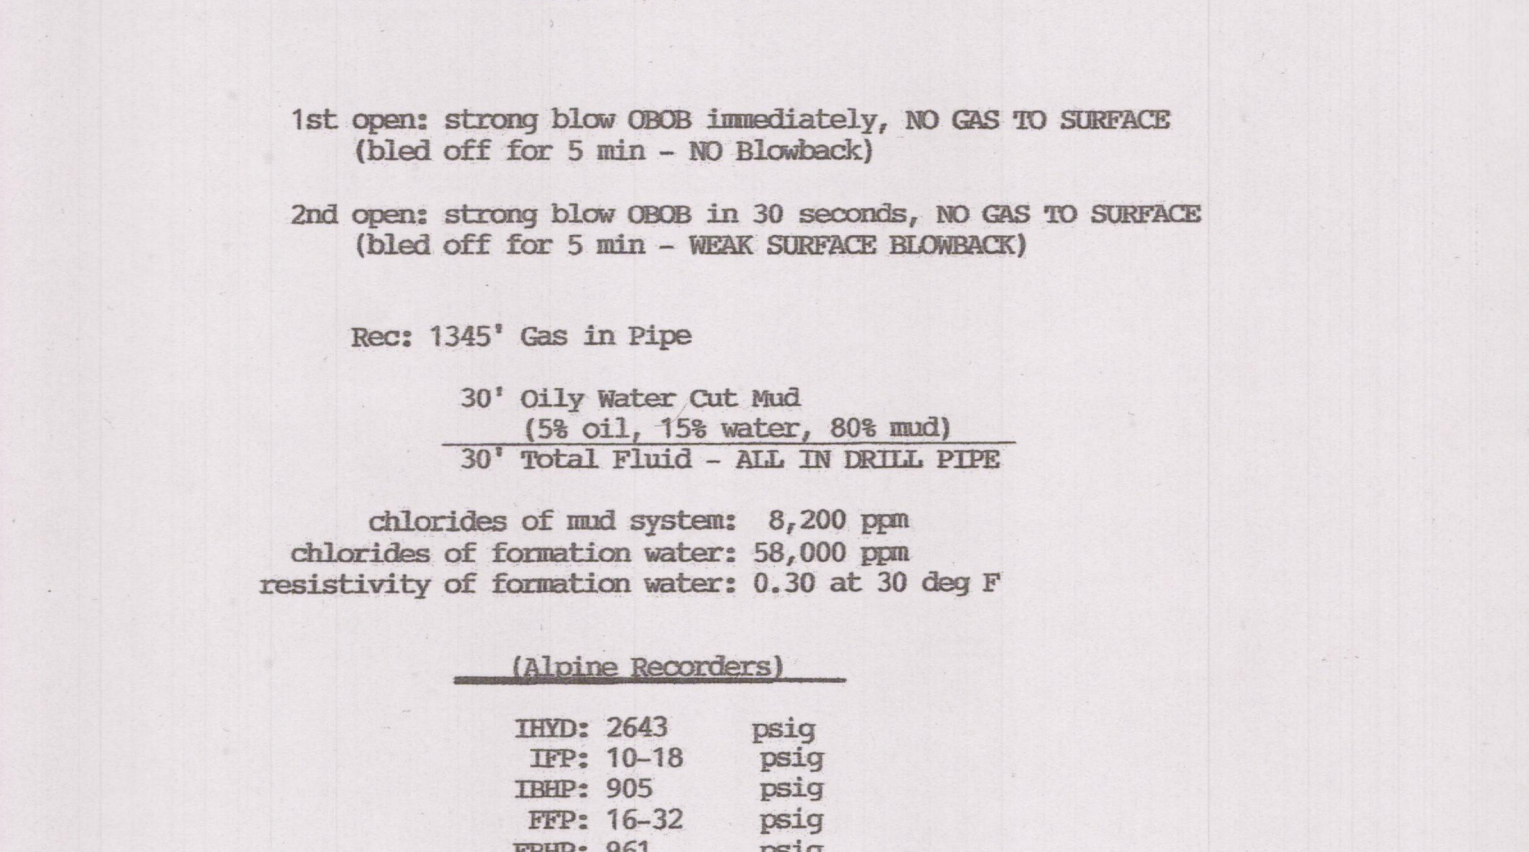 1st open: strong blow OBOB immediately, NO GAS TO SURFACE
(bled off for 5 min - NO Blowback)
2nd open: strong blow OBOB in 30 seconds, NO GAS TO SURFACE
(bled off for 5 min - WEAK SURFACE BLOWBACK)
Rec: 1345' Gas in Pipe
30' Oily Water Cut Mud
(5% oil, 15% water, 80% mud)
30' Total Fluid - ALL IN DRILL PIPE
chlorides of mud system: 8,200 ppm
chlorides of formation water: 58,000 ppm
resistivity of formation water: 0.30 at 30 deg F
(Alpine Recorders)
IHYD: 2643 psig
IFP: 10-18 psig
IBHP: 905 psig
FFP: 16-32 psig
FBHP: 961 psig